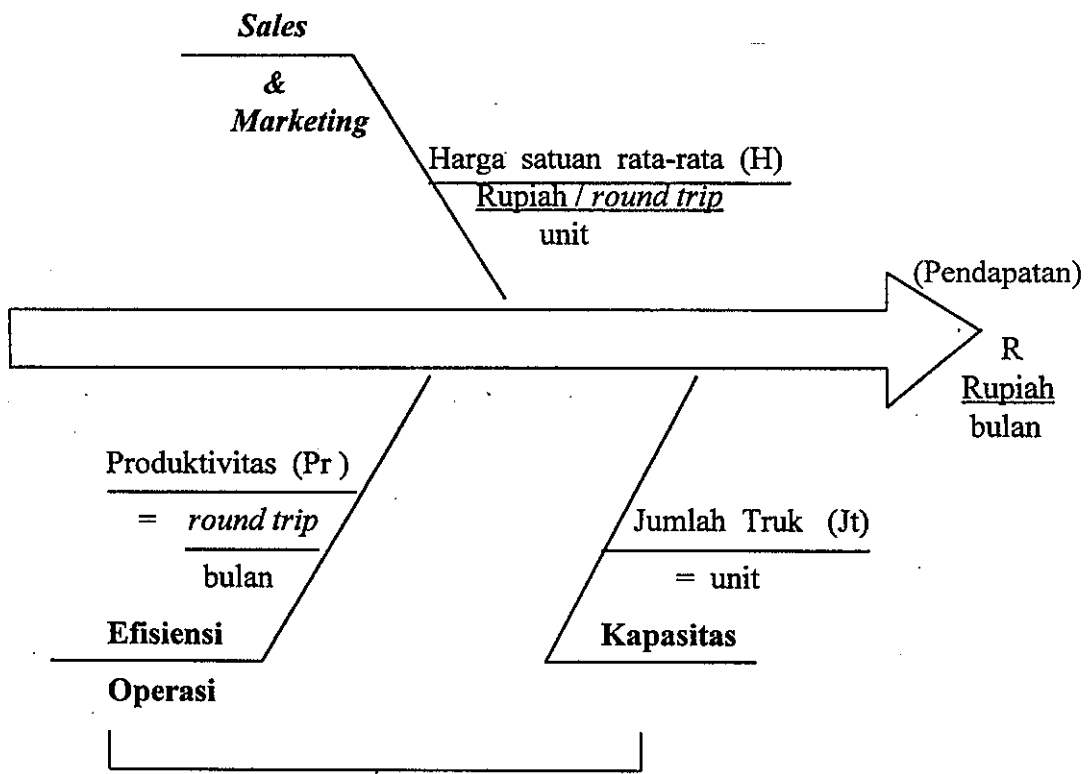 Sales
&
Marketing
Harga satuan rata-rata (H)
Rupiah / round trip
unit
(Pendapatan)
R
Rupiah
bulan
Produktivitas (Pr )
= round trip
bulan
Efisiensi
Operasi
Jumlah Truk (Jt)
= unit
Kapasitas